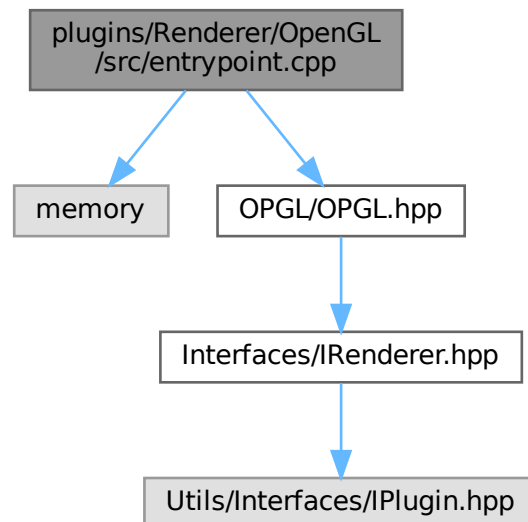 plugins/Renderer/OpenGL
/src/entrypoint.cpp
memory
OPGL/OPGL.hpp
Interfaces/IRenderer.hpp
Utils/Interfaces/IPlugin.hpp